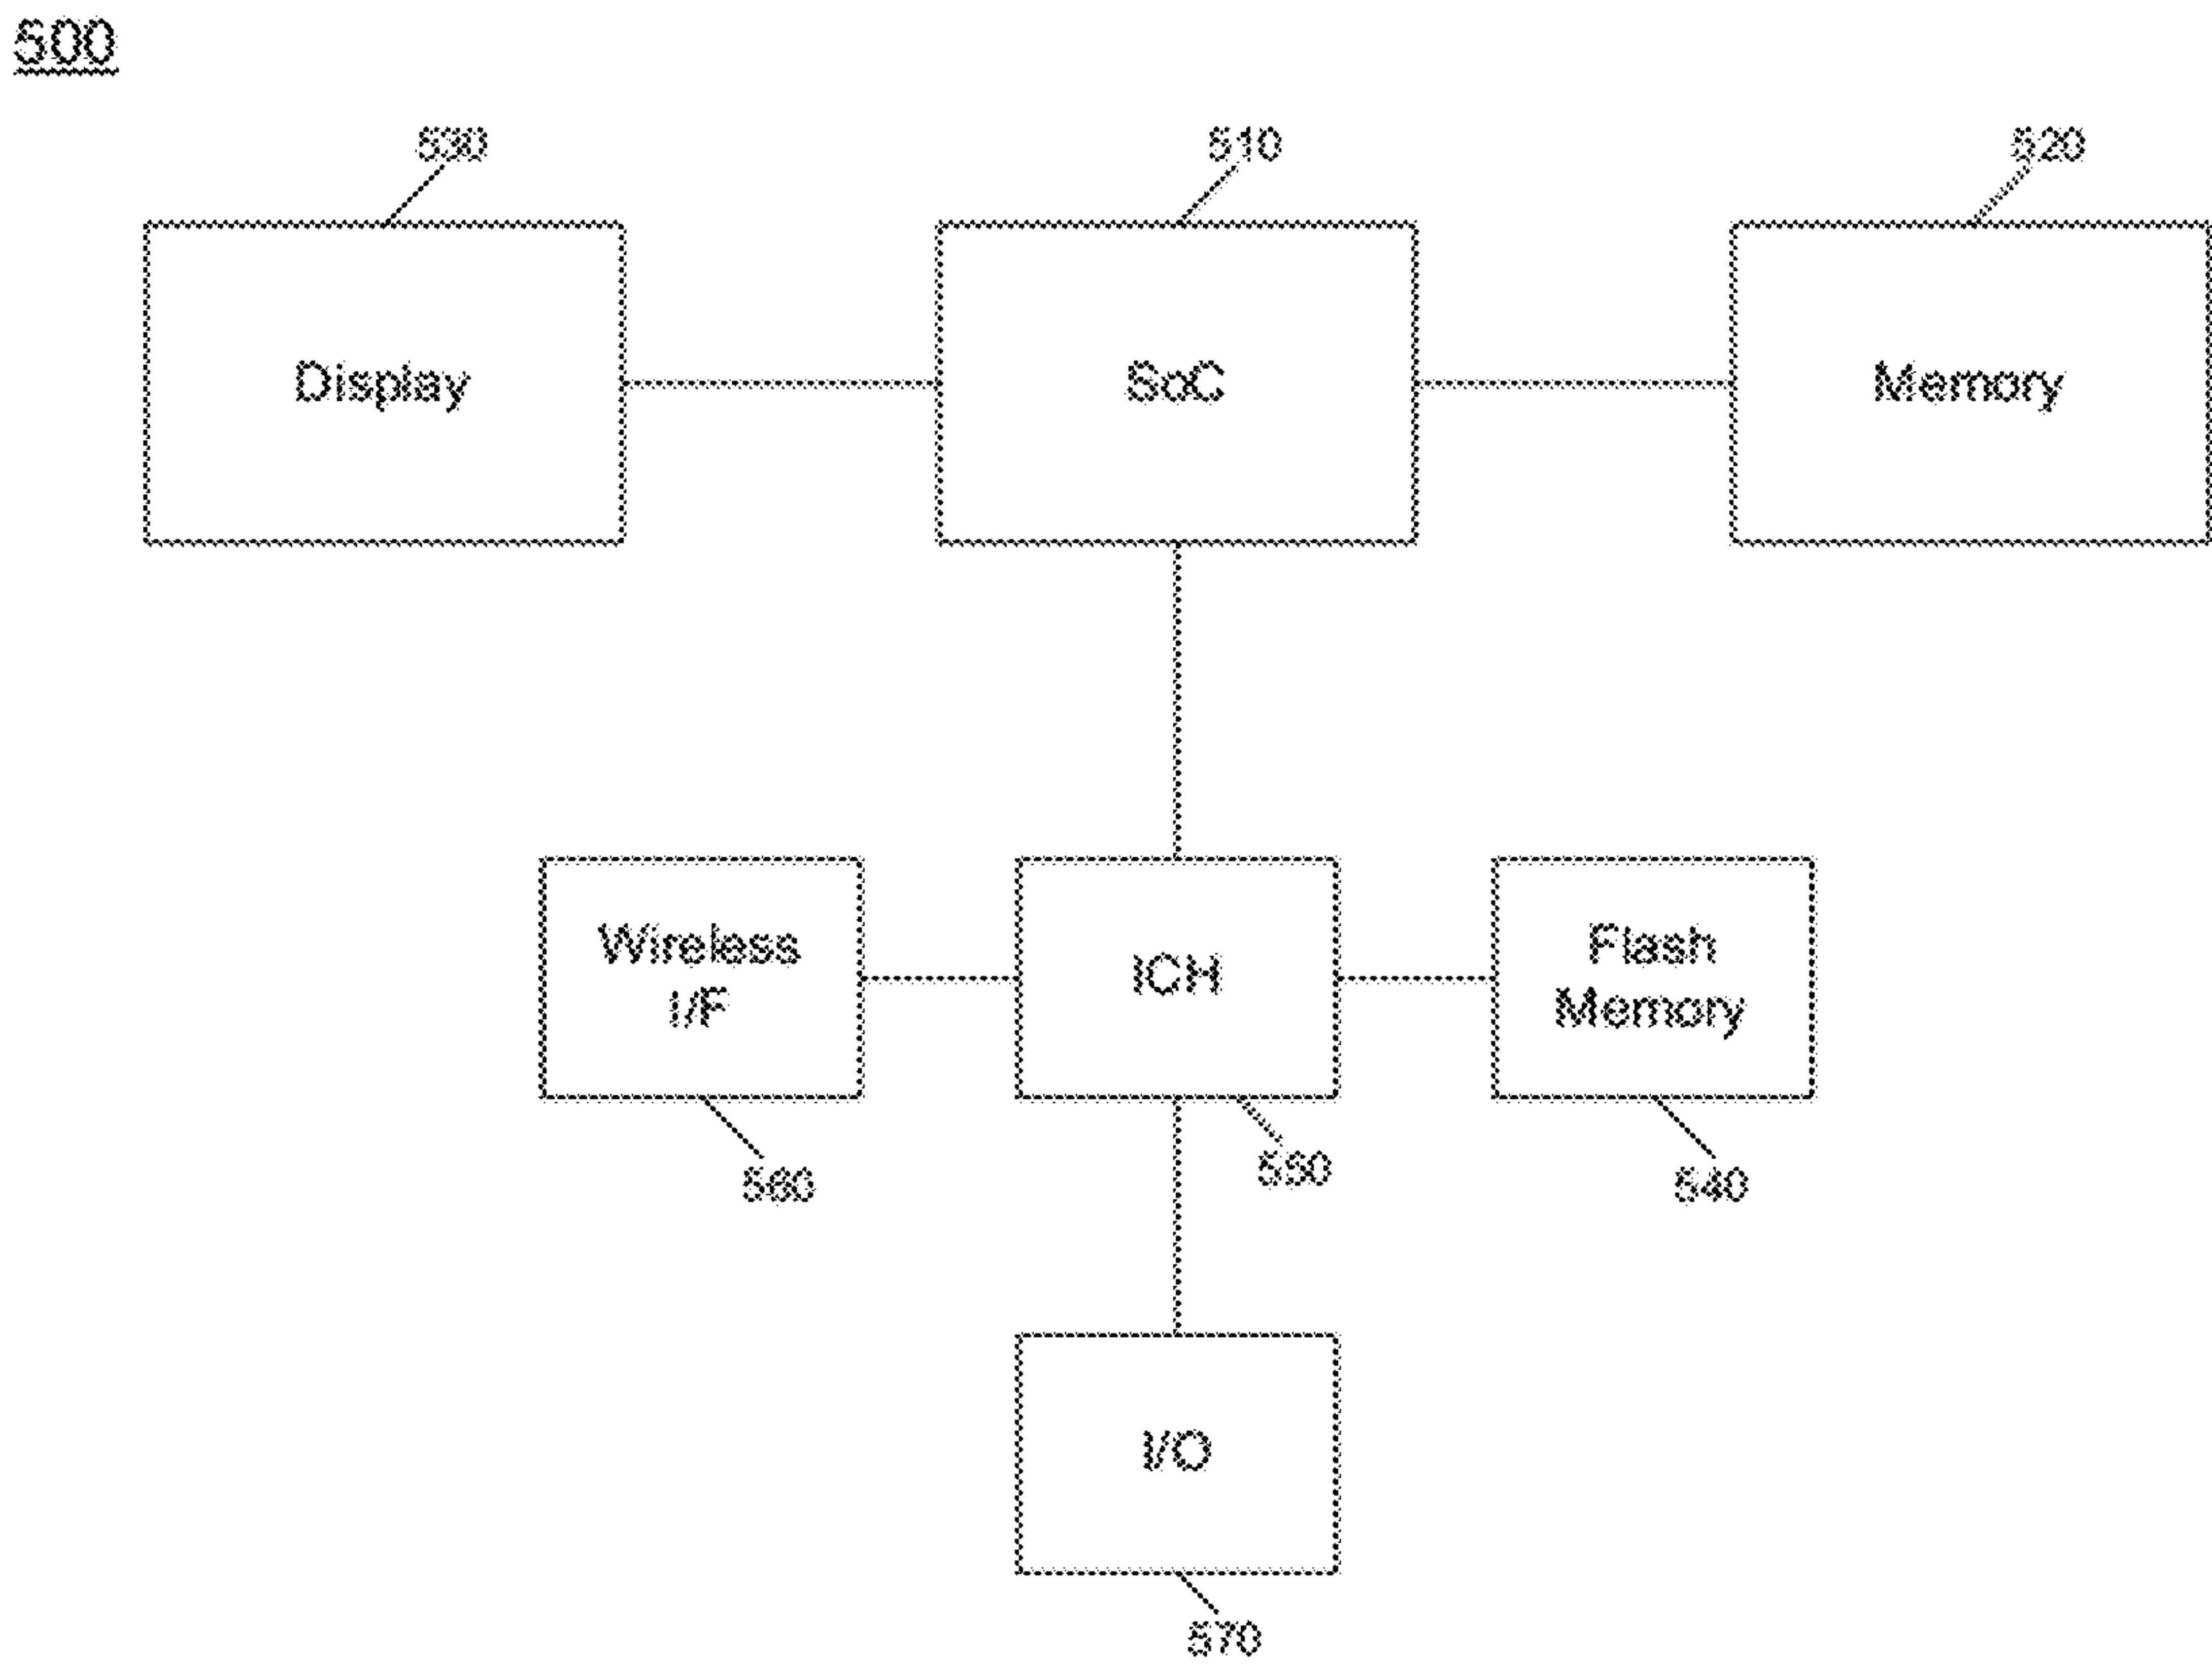 500
530
510
520
Display
SoC
Memory
Wireless
I/F
ICH
Flash
Memory
560
550
540
I/O
570